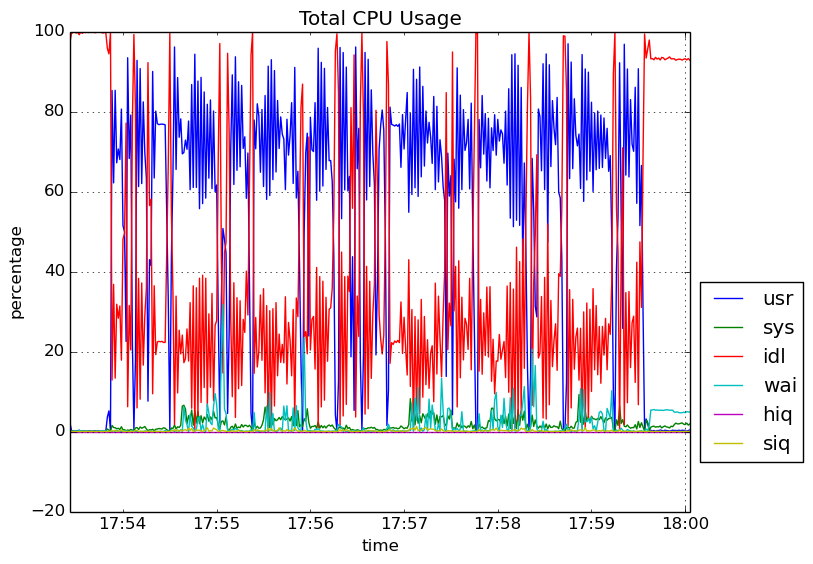 Total CPU Usage
100
80
60
40
20
0
−20
percentage
17:54 17:55 17:56 17:57 17:58 17:59 18:00
time
usr
sys
idl
wai
hiq
siq